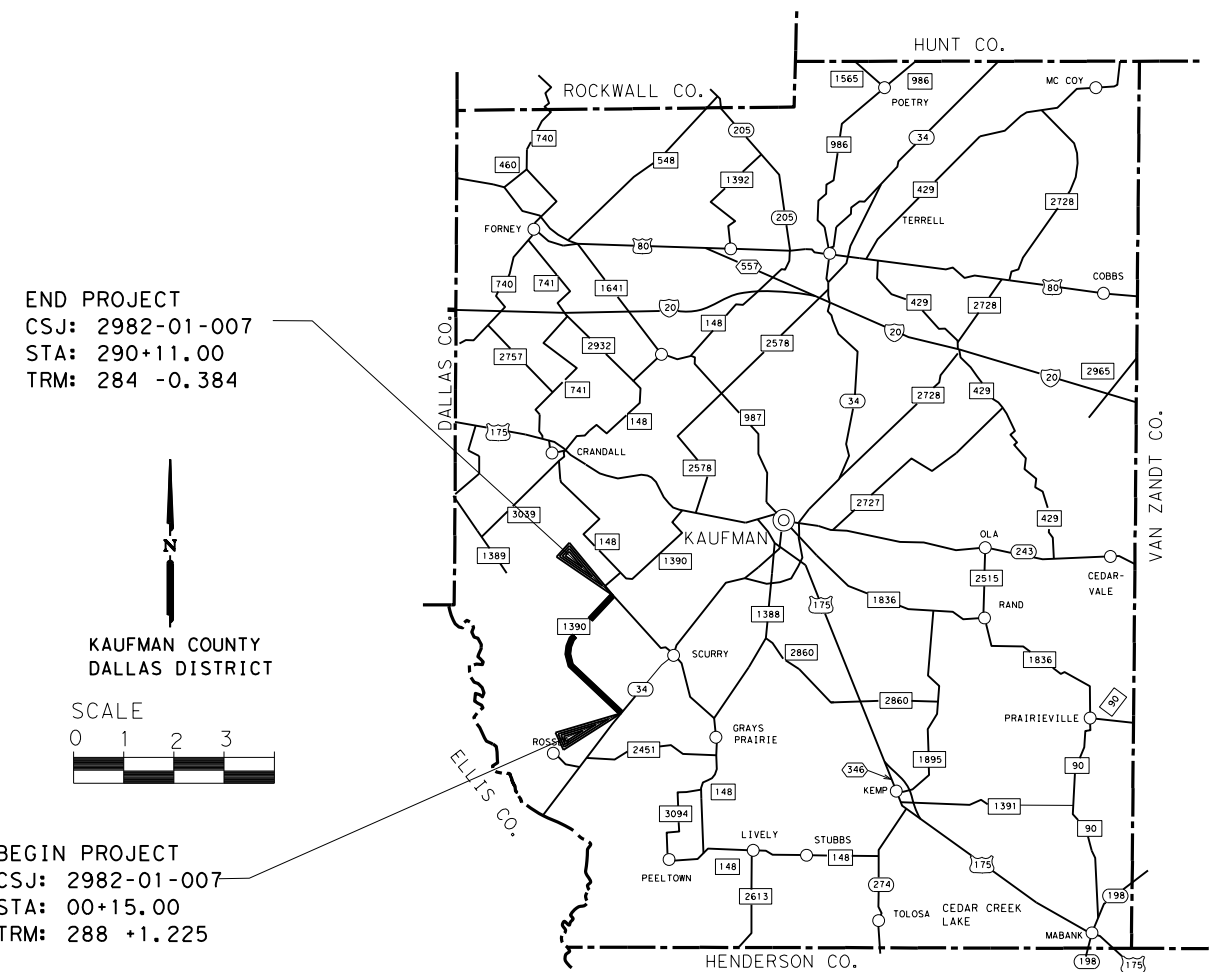 HUNT CO.
ROCKWALL CO.
1565
986
MC COY
POETRY
740
205
34
986
460
548
1392
429
2728
205
TERRELL
FORNEY
80
557
COBBS
740
741
1641
80
429
2728
END PROJECT
CSJ: 2982-01-007
STA: 290+11.00
TRM: 284 -0.384
20
148
20
DALLAS CO.
2757
2932
2578
2965
20
741
429
2728
34
148
987
175
CRANDALL
VAN ZANDT CO.
2578
2727
3039
429
KAUFMAN
OLA
243
148
1389
1390
CEDAR-
VALE
2515
N
175
1836
RAND
1388
1390
KAUFMAN COUNTY
DALLAS DISTRICT
SCURRY
2860
1836
34
2860
90
SCALE
0 1 2 3
PRAIRIEVILLE
GRAYS
PRAIRIE
2451
1895
90
ELLIS CO.
346
KEMP
148
1391
3094
90
LIVELY
STUBBS
BEGIN PROJECT
CSJ: 2982-01-007
STA: 00+15.00
TRM: 288 +1.225
148
148
175
PEELTOWN
274
2613
198
TOLOSA
CEDAR CREEK
LAKE
MABANK
HENDERSON CO.
198
175